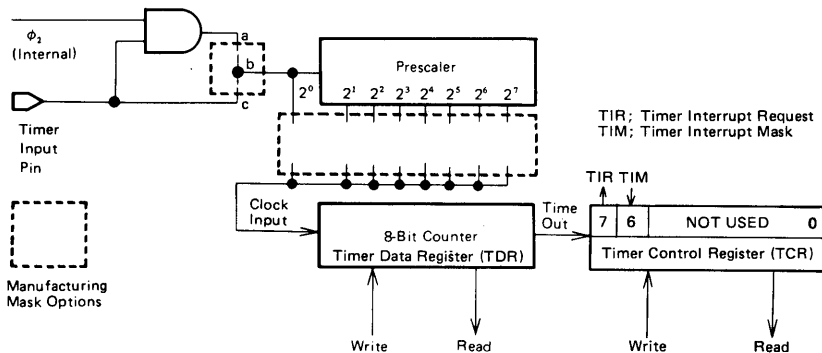 ϕ2
(Internal)
a
b
c
Timer
Input
Pin
Prescaler
2⁰ 2¹ 2² 2³ 2⁴ 2⁵ 2⁶ 2⁷
TIR; Timer Interrupt Request
TIM; Timer Interrupt Mask
TIR TIM
Clock
Input
8-Bit Counter
Timer Data Register (TDR)
Time
Out
7 6 NOT USED 0
Timer Control Register (TCR)
Manufacturing
Mask Options
Write Read Write Read